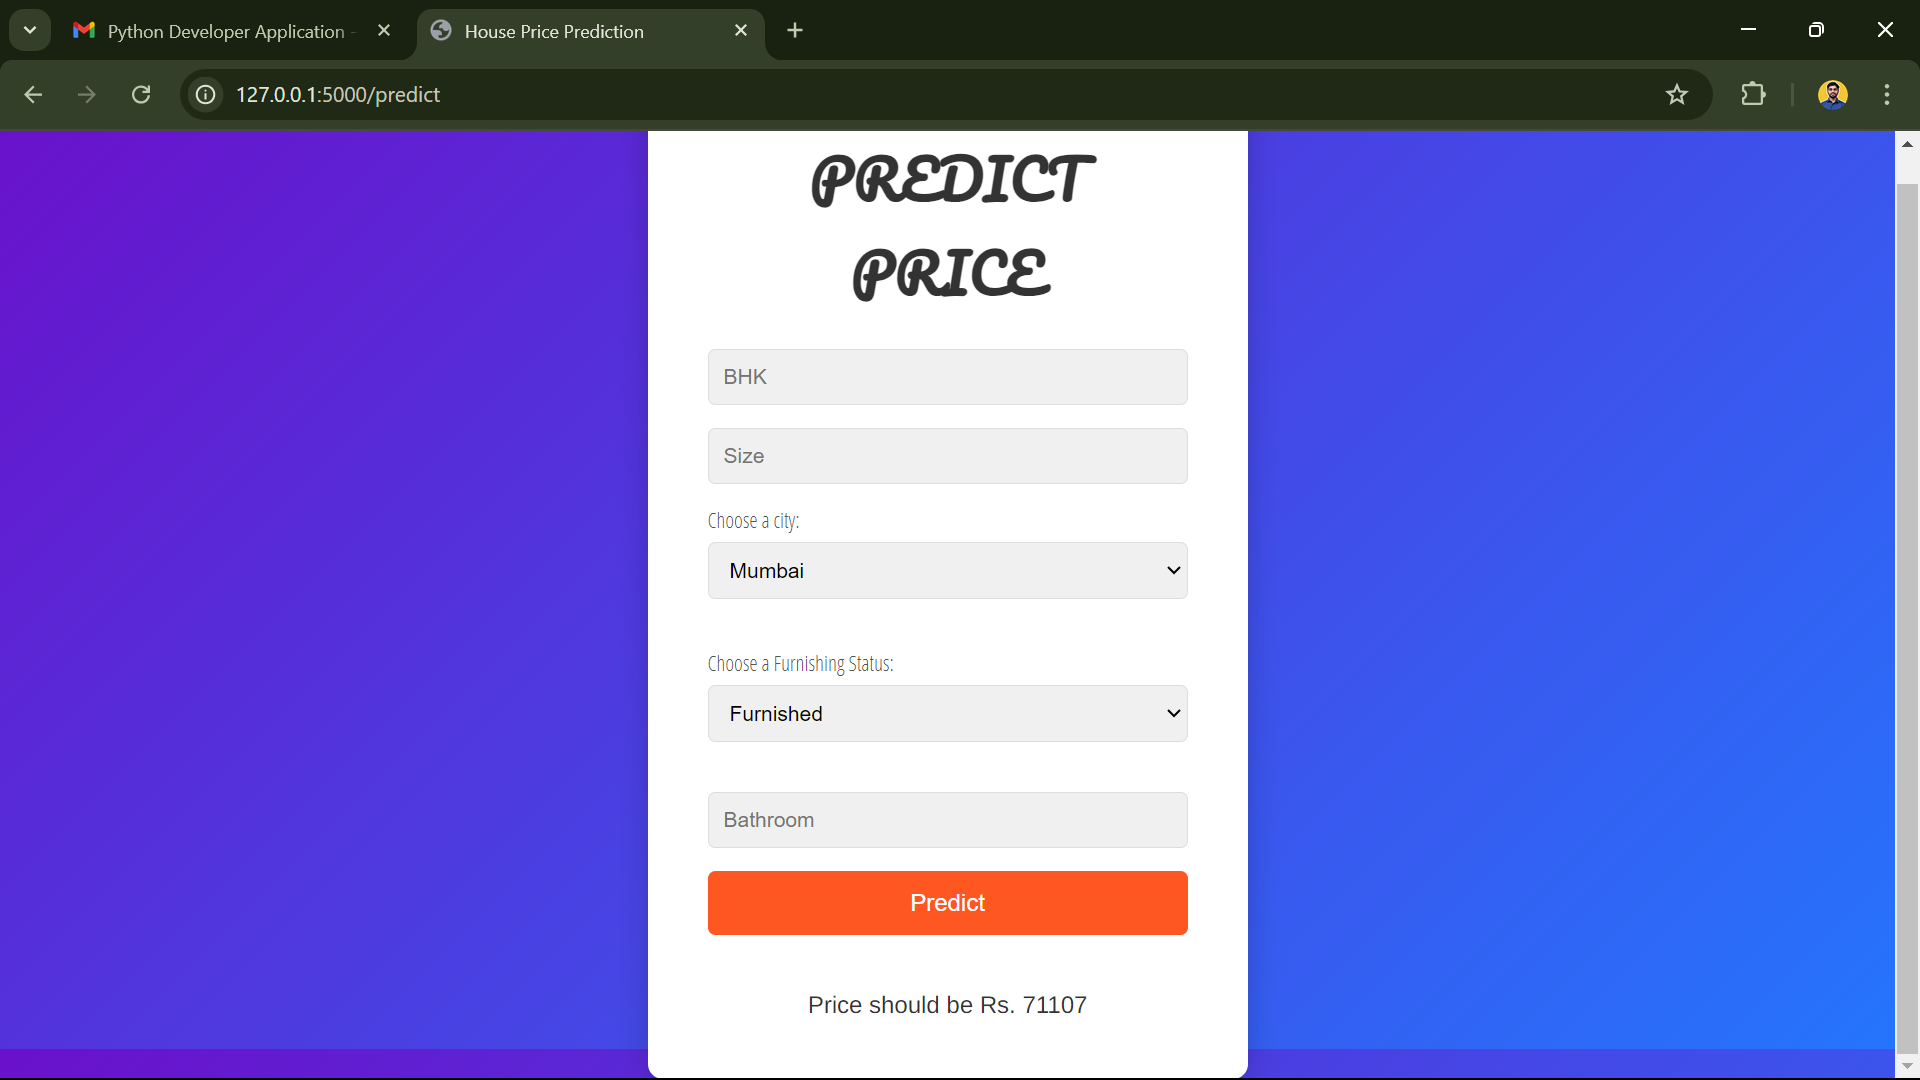 Python Developer Application -
House Price Prediction
127.0.0.1:5000/predict
PREDICT
PRICE
BHK
Size
Choose a city:
Mumbai
Choose a Furnishing Status:
Furnished
Bathroom
Predict
Price should be Rs. 71107